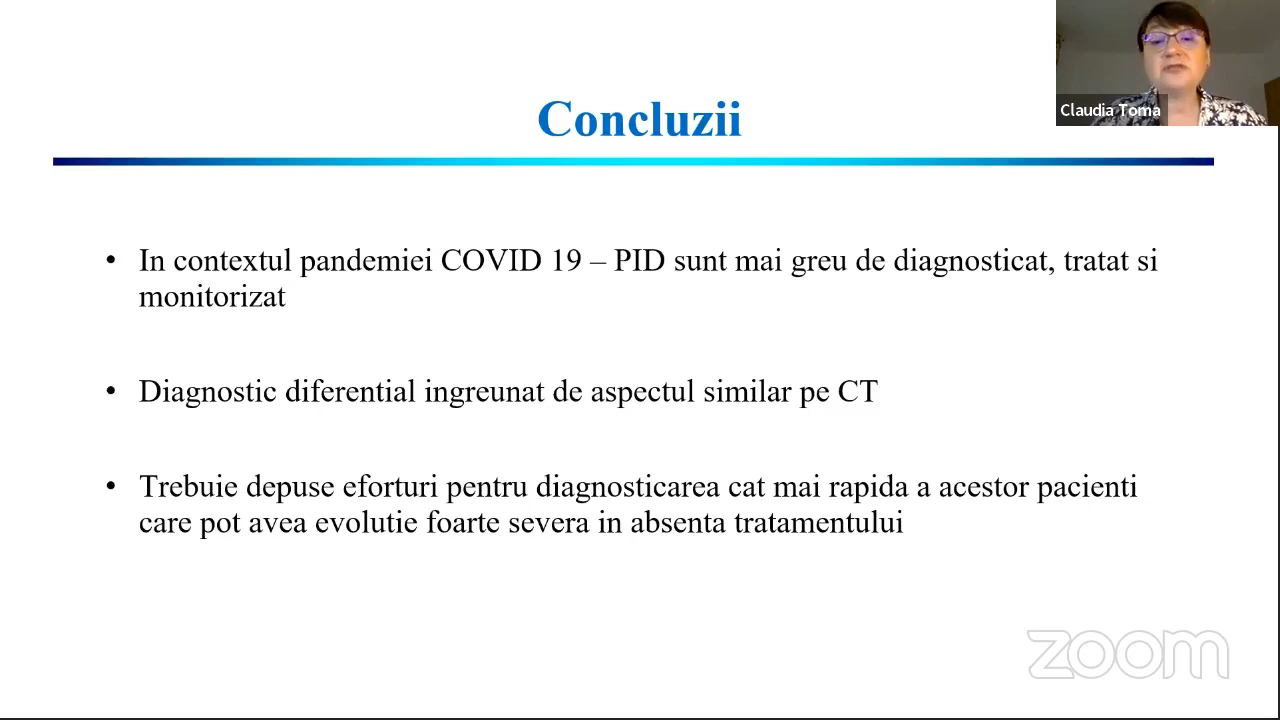 Claudia Toma
Concluzii
• In contextul pandemiei COVID 19 – PID sunt mai greu de diagnosticat, tratat si
monitorizat
• Diagnostic diferential ingreunat de aspectul similar pe CT
• Trebuie depuse eforturi pentru diagnosticarea cat mai rapida a acestor pacienti
care pot avea evolutie foarte severa in absenta tratamentului
zoom